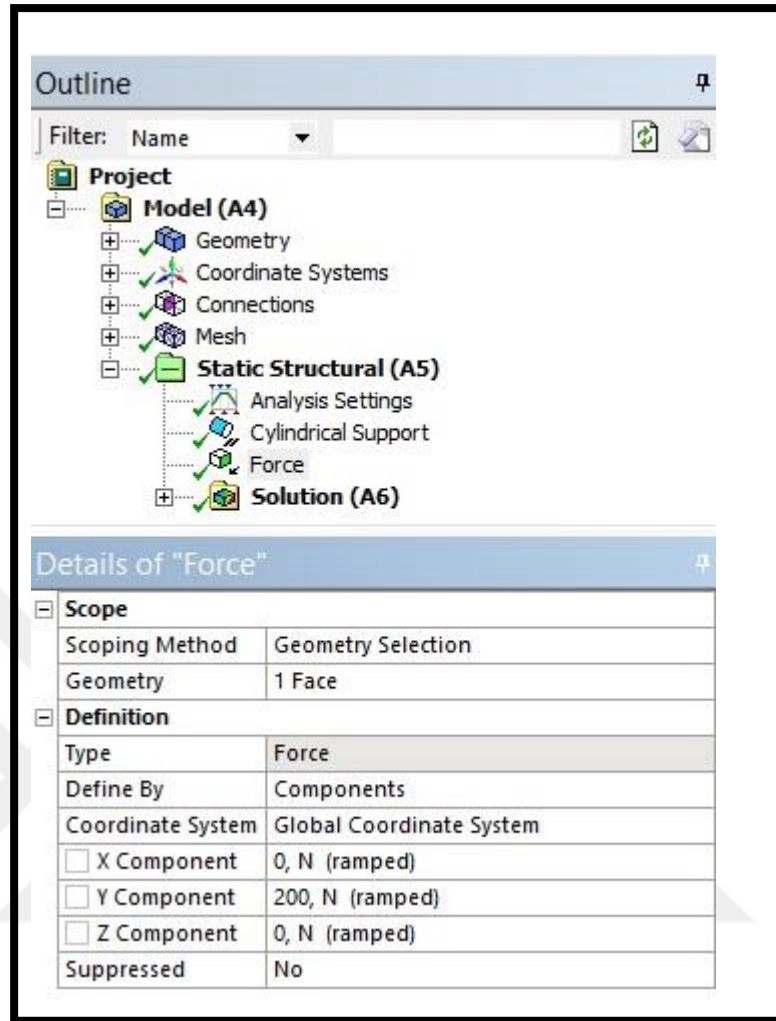 Outline
Filter: Name
Project
Model (A4)
Geometry
Coordinate Systems
Connections
Mesh
Static Structural (A5)
Analysis Settings
Cylindrical Support
Force
Solution (A6)
Details of "Force"
Scope
Scoping Method Geometry Selection
Geometry 1 Face
Definition
Type Force
Define By Components
Coordinate System Global Coordinate System
X Component 0, N (ramped)
Y Component 200, N (ramped)
Z Component 0, N (ramped)
Suppressed No